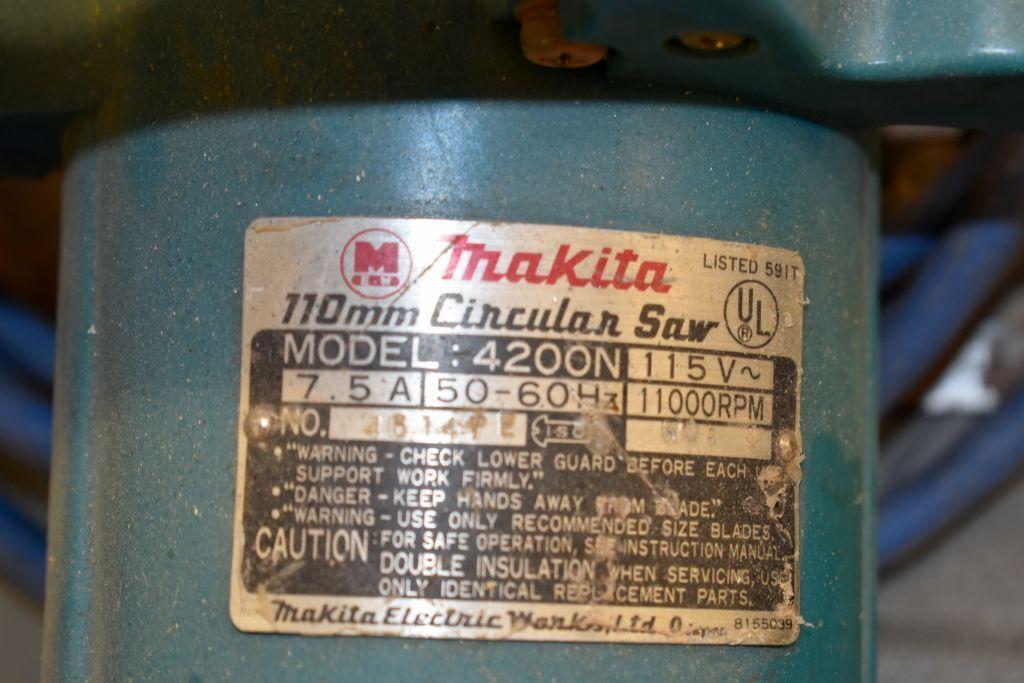 M Makita LISTED 591T
110mm Circular Saw UL
MODEL : 4200N 115V~
7.5A 50-60Hz 11000RPM
NO.
"WARNING - CHECK LOWER GUARD BEFORE EACH
SUPPORT WORK FIRMLY."
"DANGER - KEEP HANDS AWAY FROM BLADE."
"WARNING - USE ONLY RECOMMENDED SIZE BLADES.
CAUTION: FOR SAFE OPERATION, SEE INSTRUCTION MANUAL.
DOUBLE INSULATION WHEN SERVICING, USE
ONLY IDENTICAL REPLACEMENT PARTS.
Makita Electric Works, Ltd. 8155039